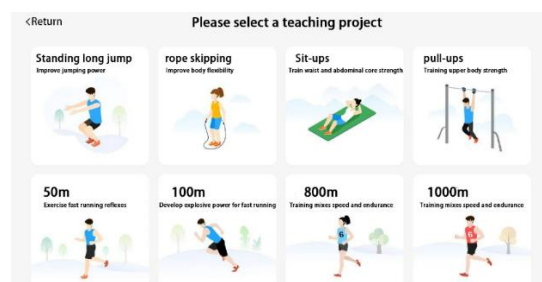 <Return
Please select a teaching project
Standing long jump
Improve jumping power
rope skipping
Improve body flexibility
Sit-ups
Train waist and abdominal core strength
pull-ups
Training upper body strength
50m
Exercise fast running reflexes
100m
Develop explosive power for fast running
800m
Training mixes speed and endurance
1000m
Training mixes speed and endurance
6
6